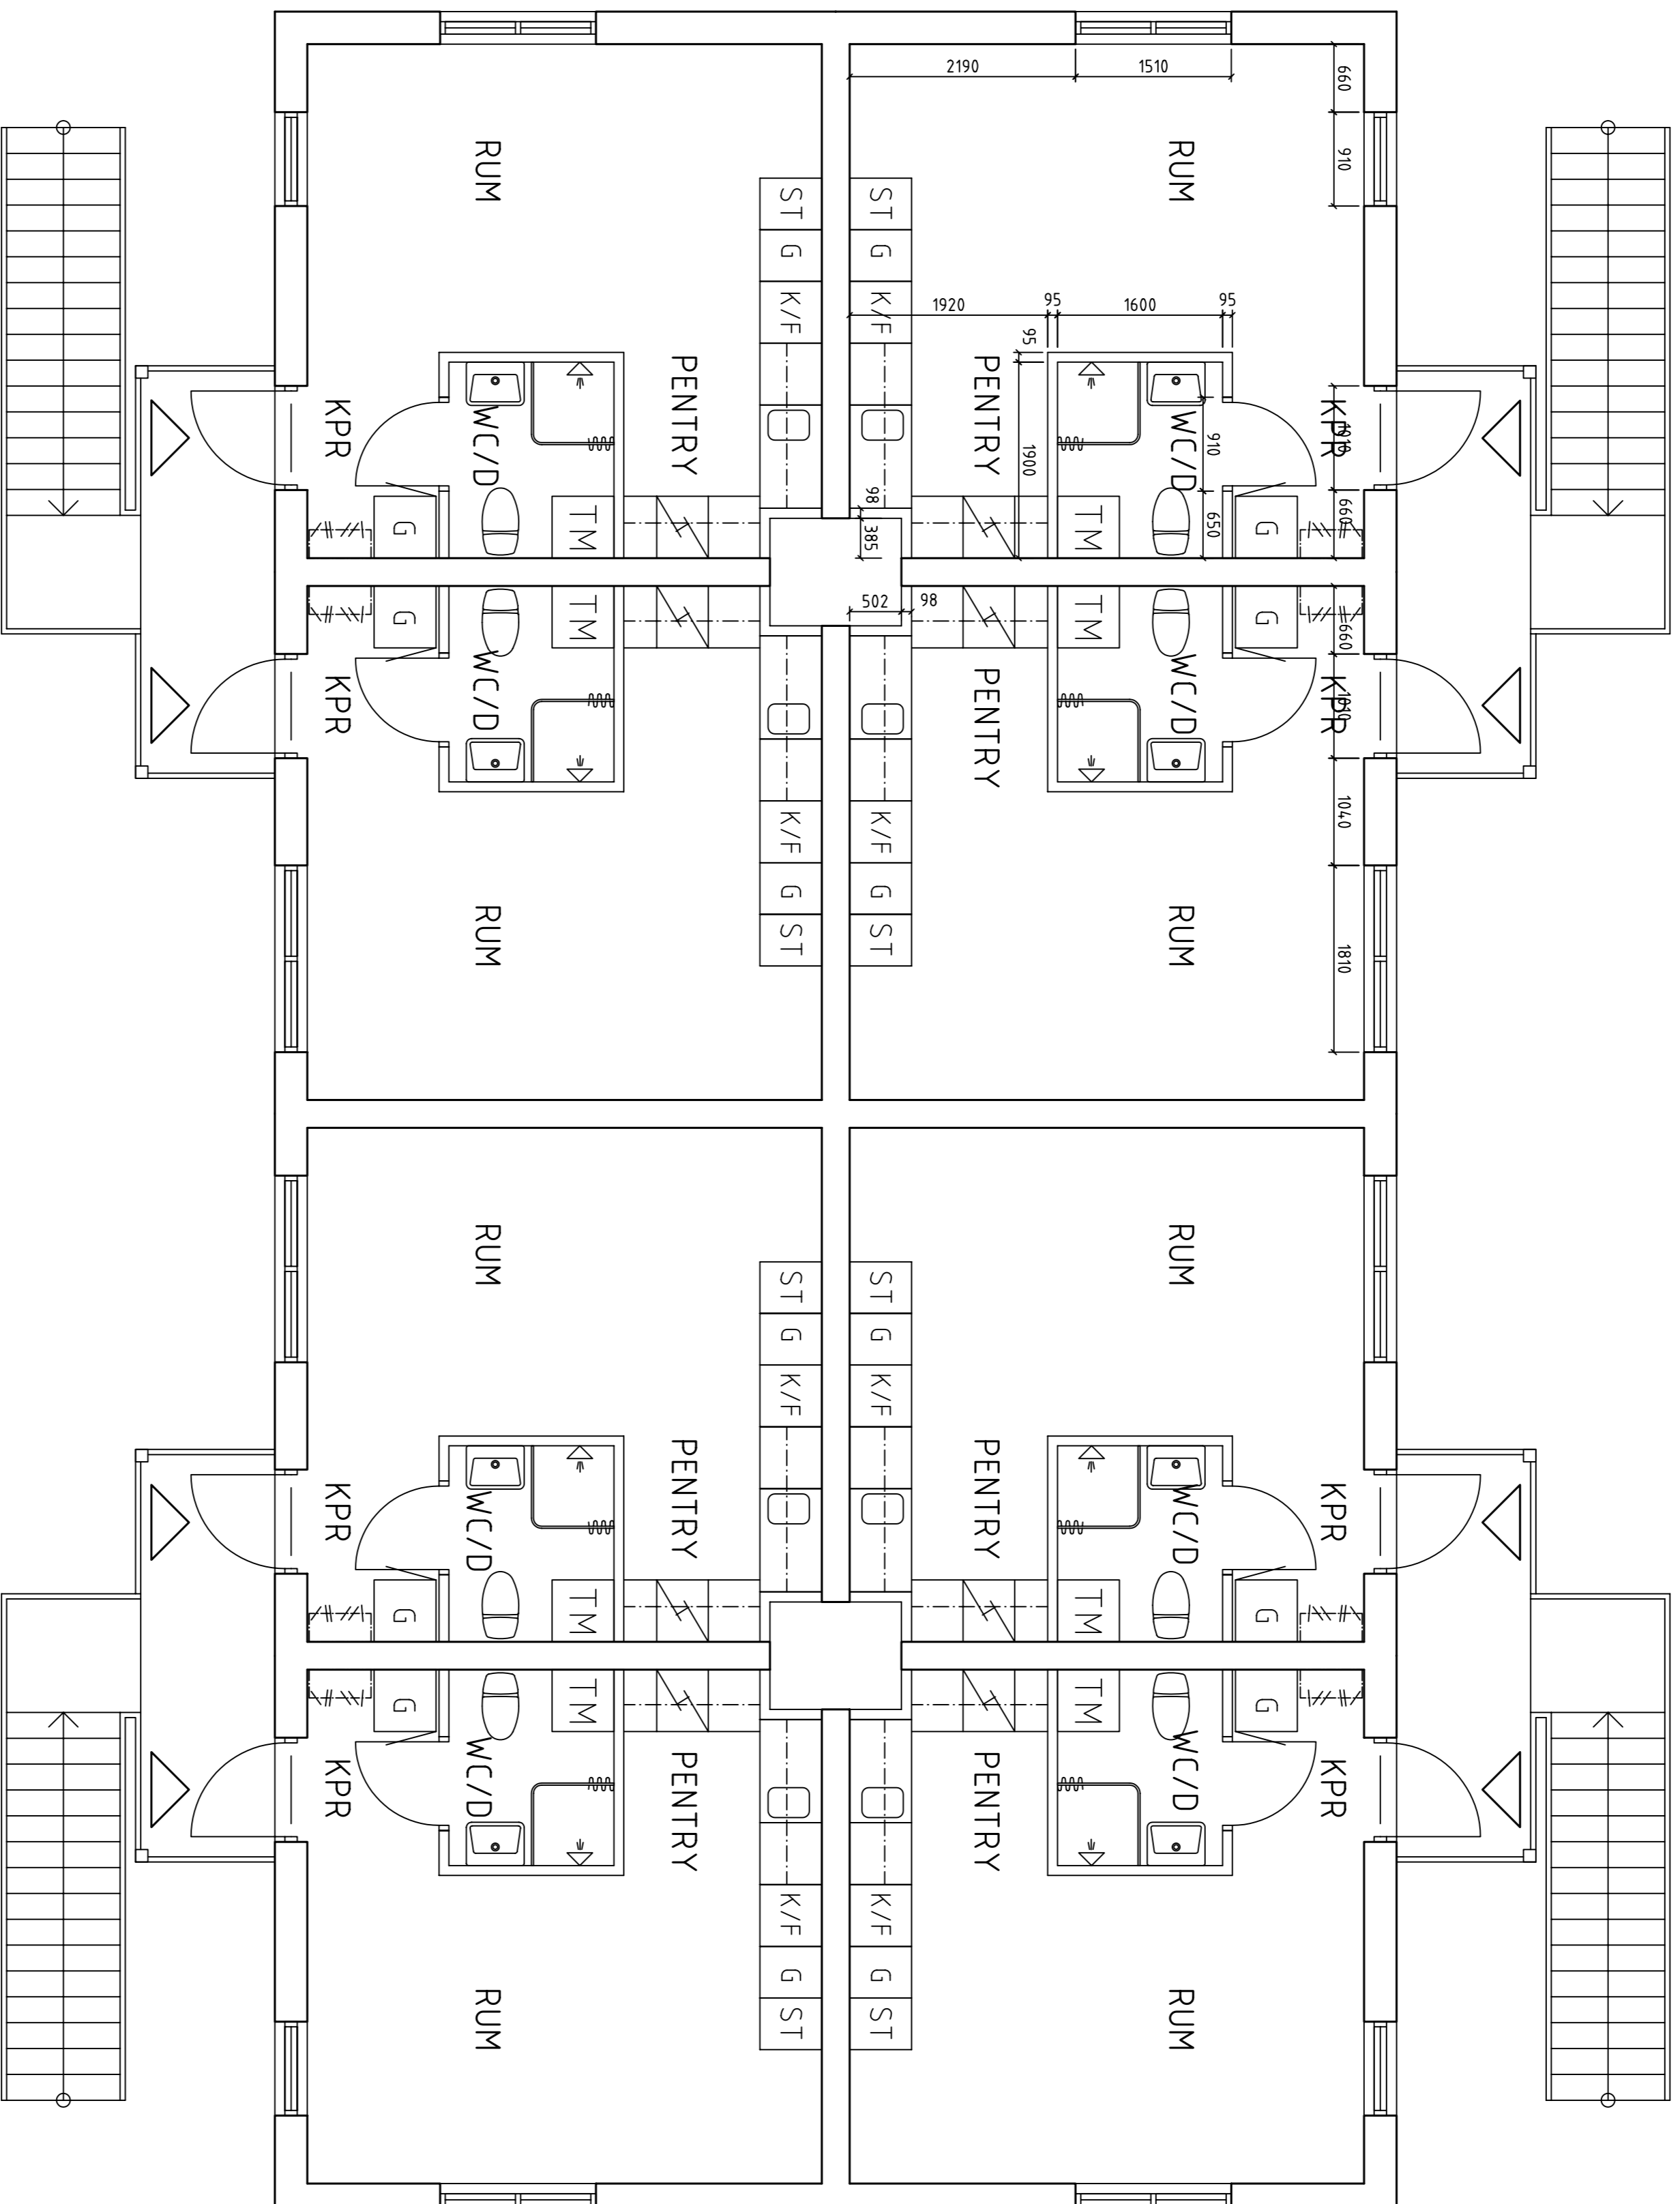 2190
1510
660
910
RUM
ST
ST
RUM
G
G
K/F
K/F
1920
95
1600
95
95
PENTRY
PENTRY
KPR
WC/D
WC/D
KPR
1010
910
1900
98
385
650
660
G
TM
TM
G
G
TM
TM
G
502
98
660
KPR
WC/D
PENTRY
WC/D
KPR
1010
K/F
K/F
1040
G
G
RUM
ST
ST
RUM
1810
RUM
ST
ST
RUM
G
G
K/F
K/F
PENTRY
PENTRY
KPR
WC/D
WC/D
KPR
G
TM
TM
G
G
TM
TM
G
KPR
WC/D
PENTRY
PENTRY
WC/D
KPR
K/F
K/F
G
G
RUM
ST
ST
RUM